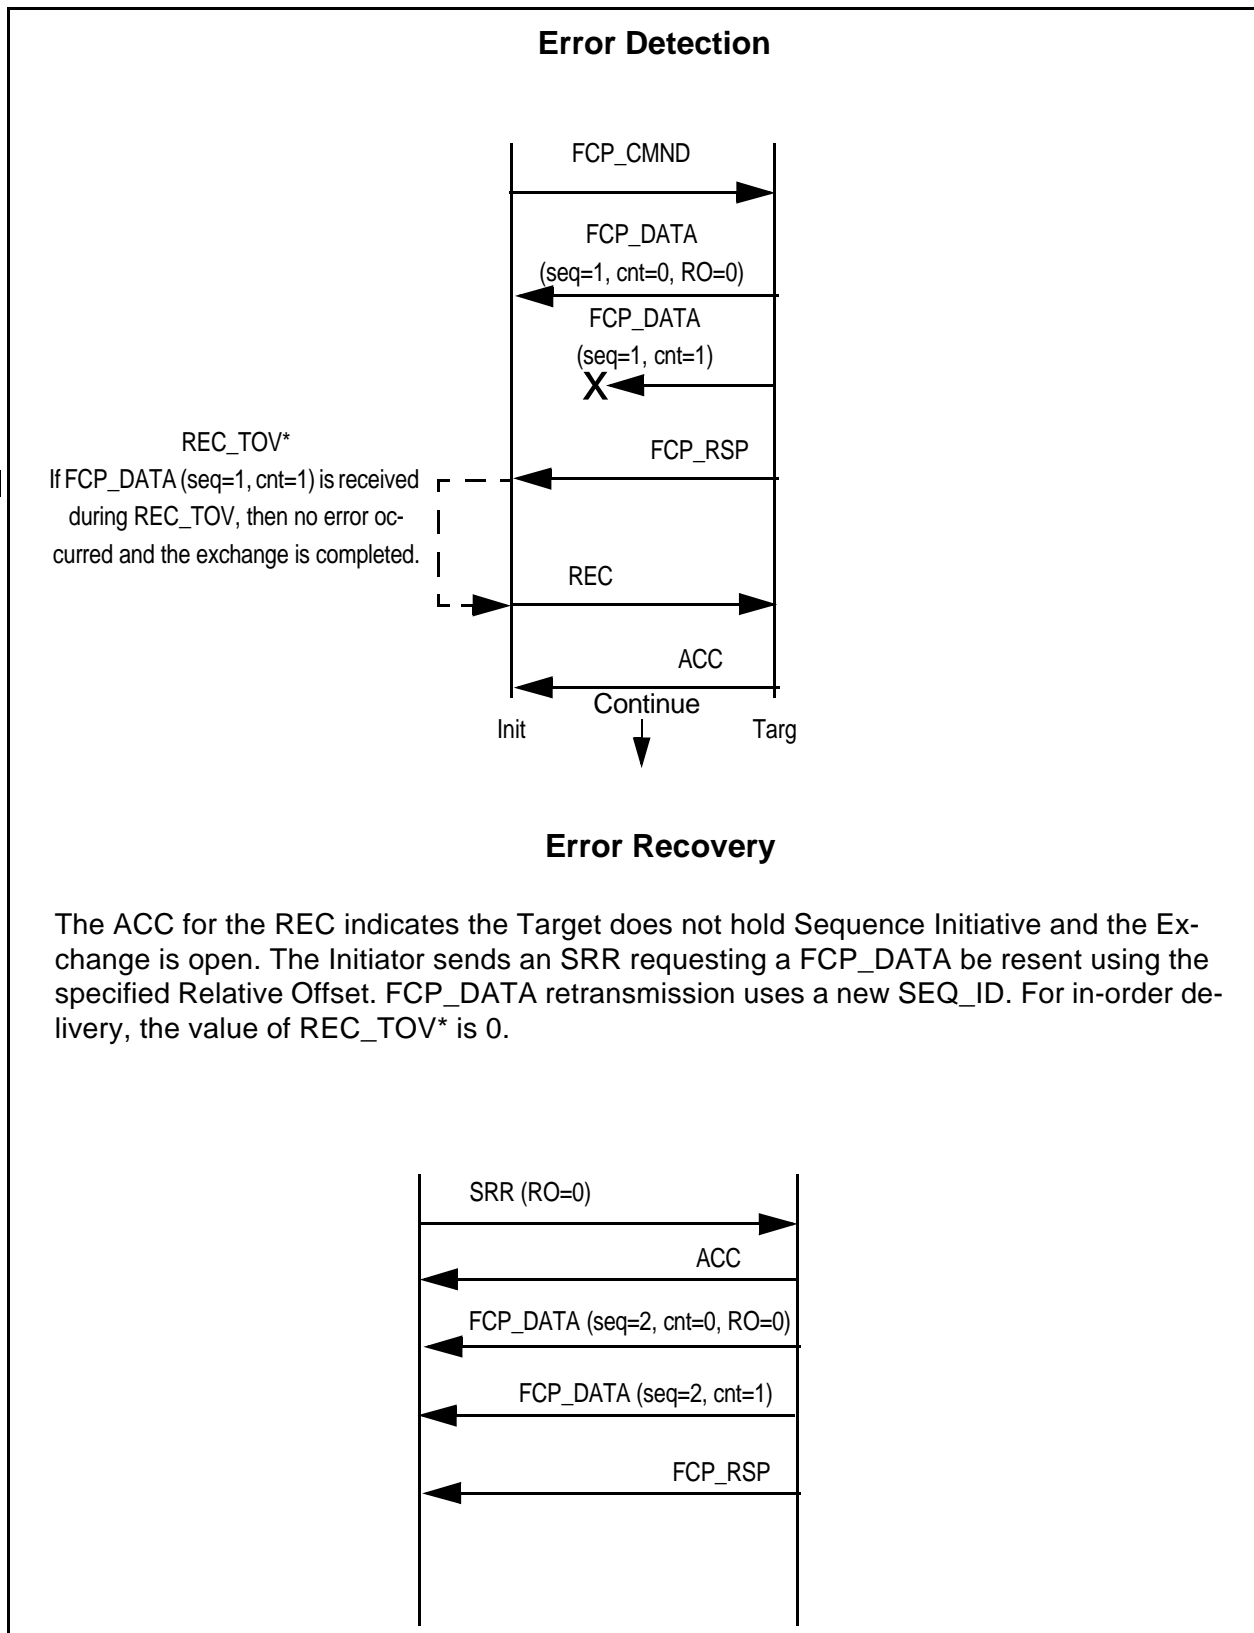 Error Detection
FCP_CMND
FCP_DATA
(seq=1, cnt=0, RO=0)
FCP_DATA
(seq=1, cnt=1)
X
REC_TOV*
If FCP_DATA (seq=1, cnt=1) is received
during REC_TOV, then no error oc-
curred and the exchange is completed.
FCP_RSP
REC
ACC
Continue
Init
Targ
Error Recovery
The ACC for the REC indicates the Target does not hold Sequence Initiative and the Ex-
change is open. The Initiator sends an SRR requesting a FCP_DATA be resent using the
specified Relative Offset. FCP_DATA retransmission uses a new SEQ_ID. For in-order de-
livery, the value of REC_TOV* is 0.
SRR (RO=0)
ACC
FCP_DATA (seq=2, cnt=0, RO=0)
FCP_DATA (seq=2, cnt=1)
FCP_RSP